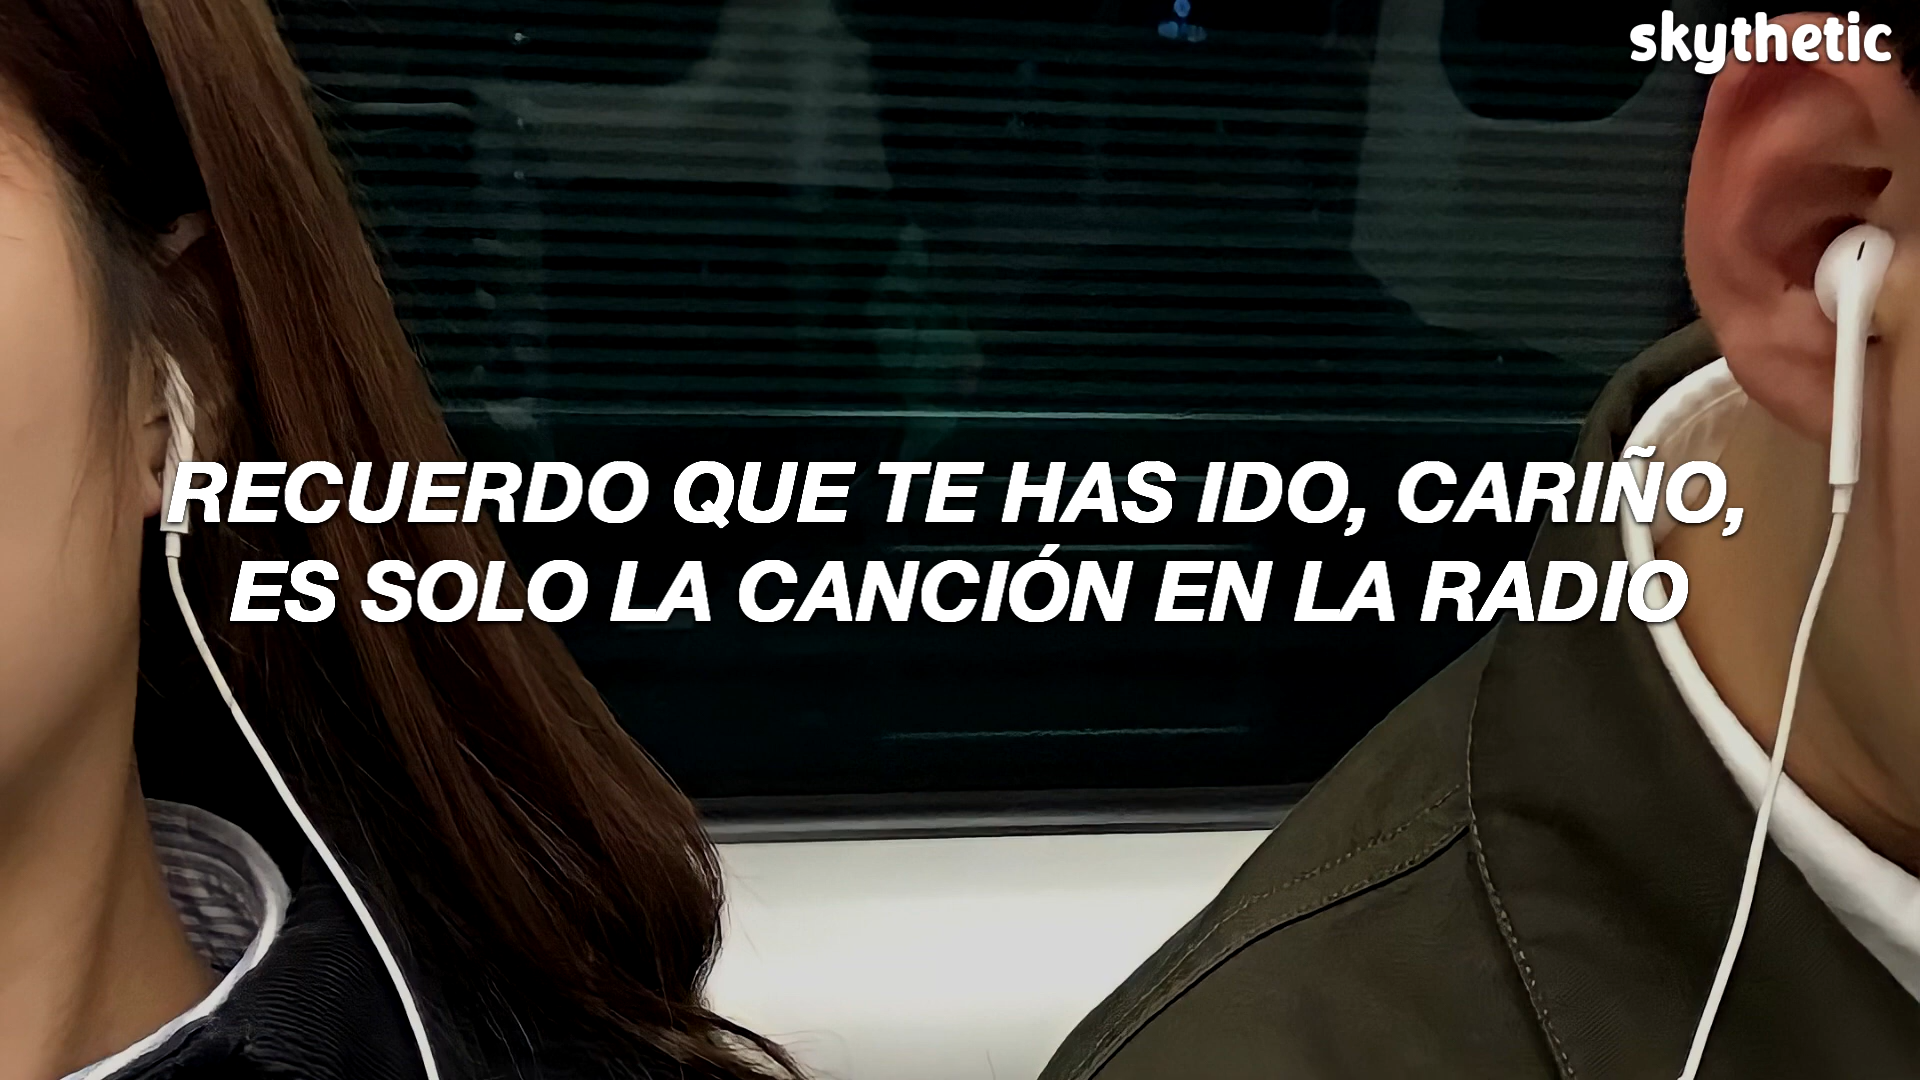 skythetic
RECUERDO QUE TE HAS IDO, CARIÑO,
ES SOLO LA CANCIÓN EN LA RADIO